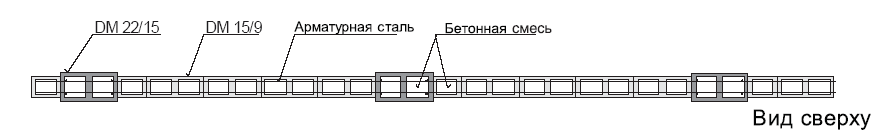 DM 22/15
DM 15/9
Арматурная сталь
Бетонная смесь
Вид сверху